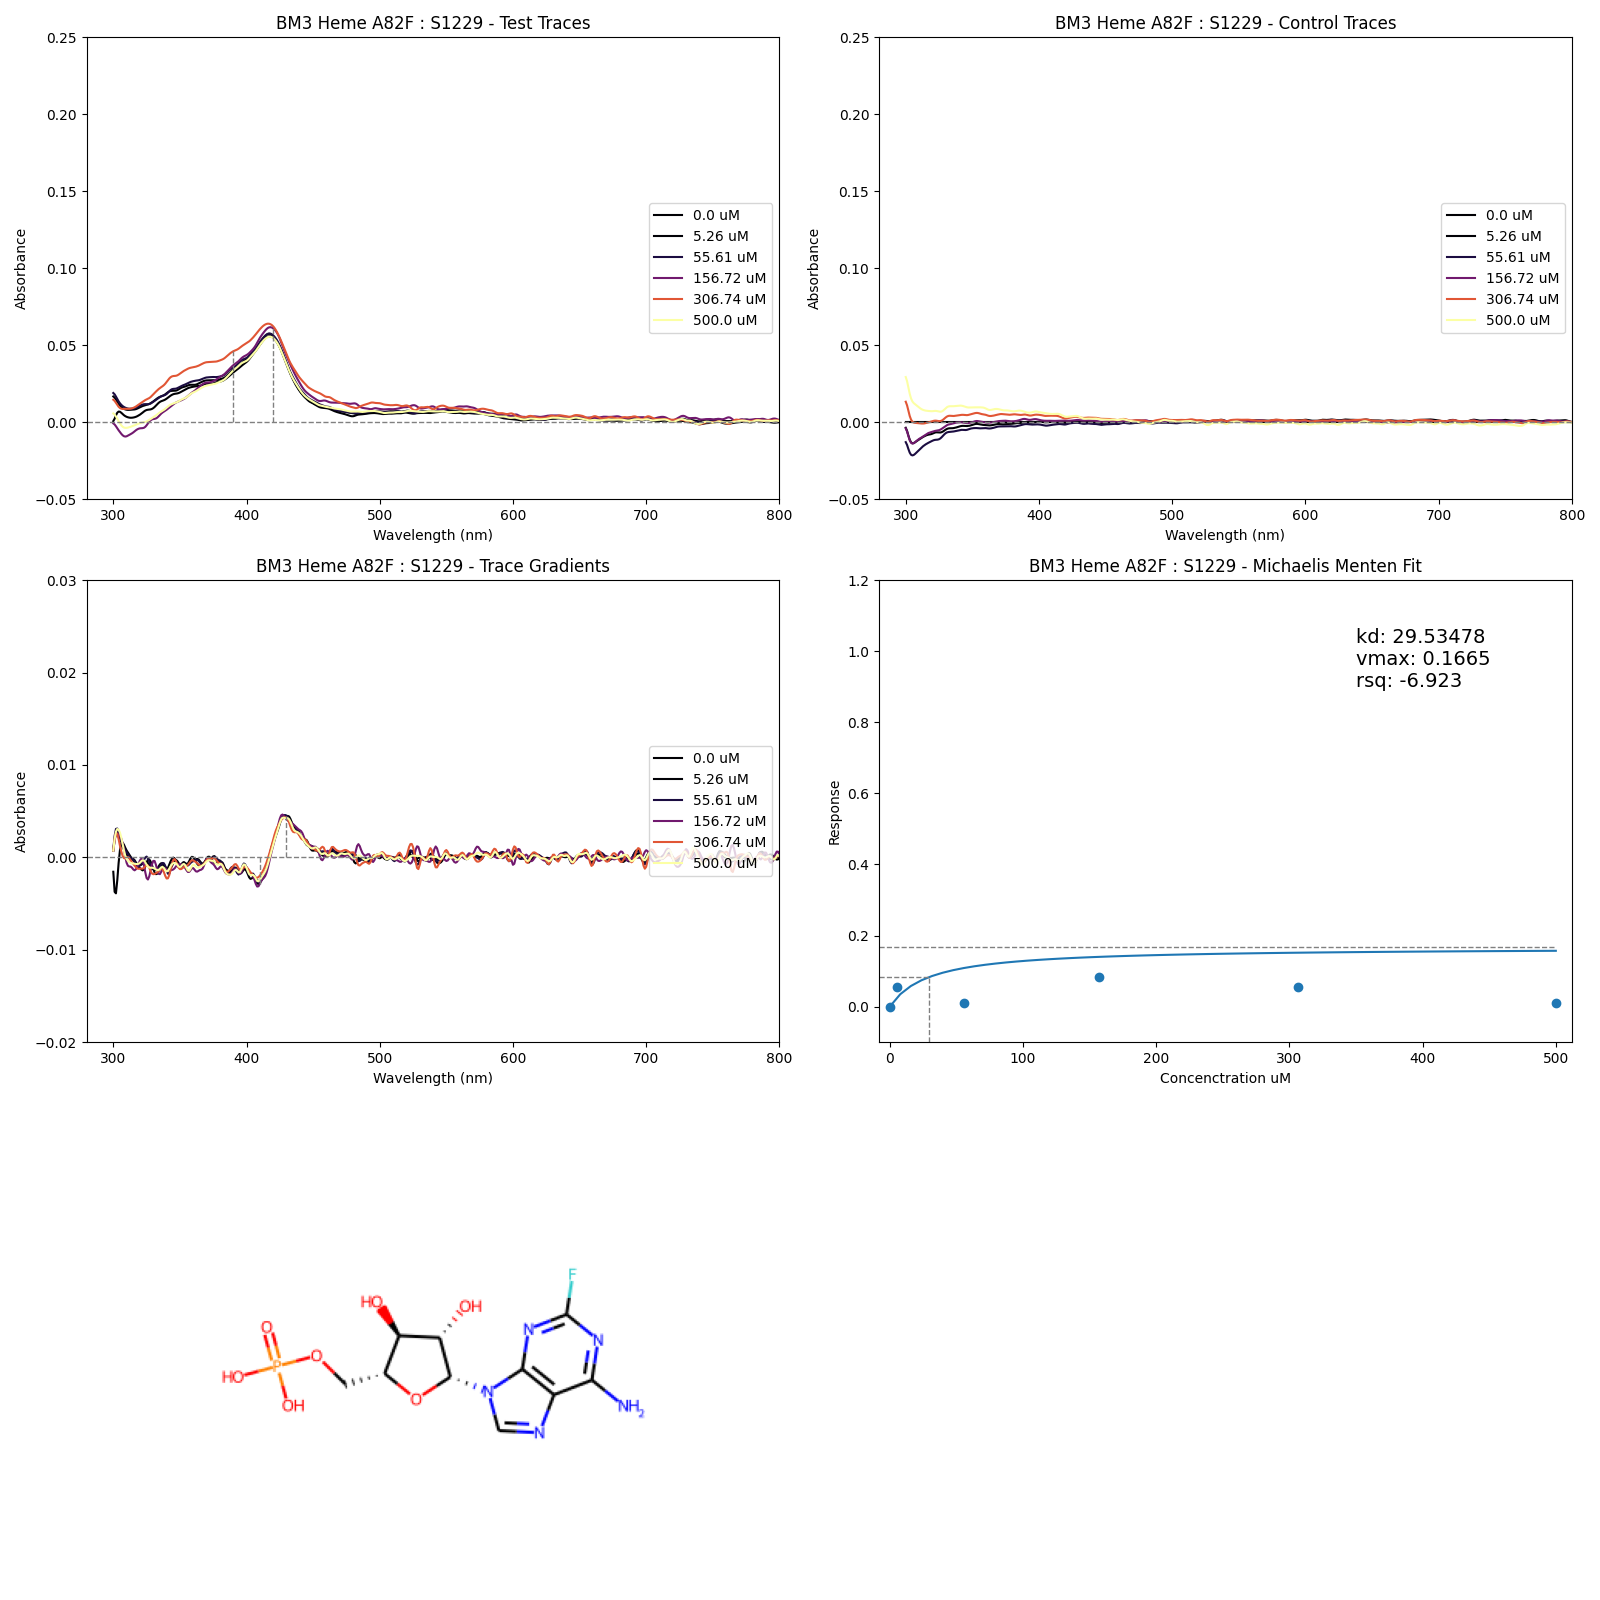 BM3 Heme A82F : S1229 - Test Traces
0.25
0.20
0.15
0.10
0.05
0.00
−0.05
Absorbance
300 400 500 600 700 800
Wavelength (nm)
0.0 uM
5.26 uM
55.61 uM
156.72 uM
306.74 uM
500.0 uM
BM3 Heme A82F : S1229 - Control Traces
0.25
0.20
0.15
0.10
0.05
0.00
−0.05
Absorbance
300 400 500 600 700 800
Wavelength (nm)
0.0 uM
5.26 uM
55.61 uM
156.72 uM
306.74 uM
500.0 uM
BM3 Heme A82F : S1229 - Trace Gradients
0.03
0.02
0.01
0.00
−0.01
−0.02
Absorbance
300 400 500 600 700 800
Wavelength (nm)
0.0 uM
5.26 uM
55.61 uM
156.72 uM
306.74 uM
500.0 uM
BM3 Heme A82F : S1229 - Michaelis Menten Fit
1.2
1.0
0.8
0.6
0.4
0.2
0.0
Response
kd: 29.53478
vmax: 0.1665
rsq: -6.923
0 100 200 300 400 500
Concenctration uM
F
HO
OH
N
N
O
O
P
HO
OH
O
N
N
NH2